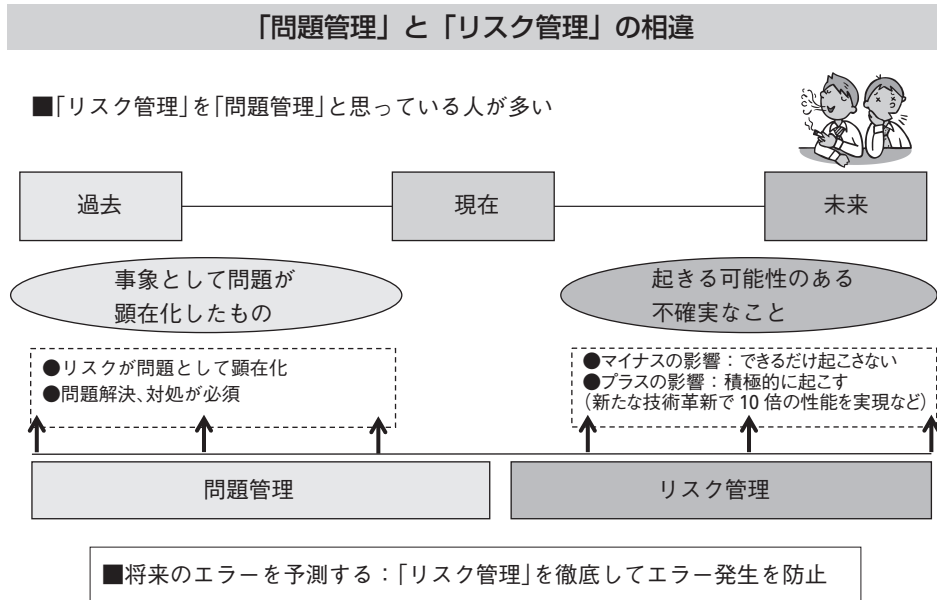 「問題管理」と「リスク管理」の相違
■「リスク管理」を「問題管理」と思っている人が多い
過去
現在
未来
事象として問題が
顕在化したもの
起きる可能性のある
不確実なこと
●リスクが問題として顕在化
●問題解決、対処が必須
●マイナスの影響：できるだけ起こさない
●プラスの影響：積極的に起こす
（新たな技術革新で 10 倍の性能を実現など）
問題管理
リスク管理
■将来のエラーを予測する：「リスク管理」を徹底してエラー発生を防止